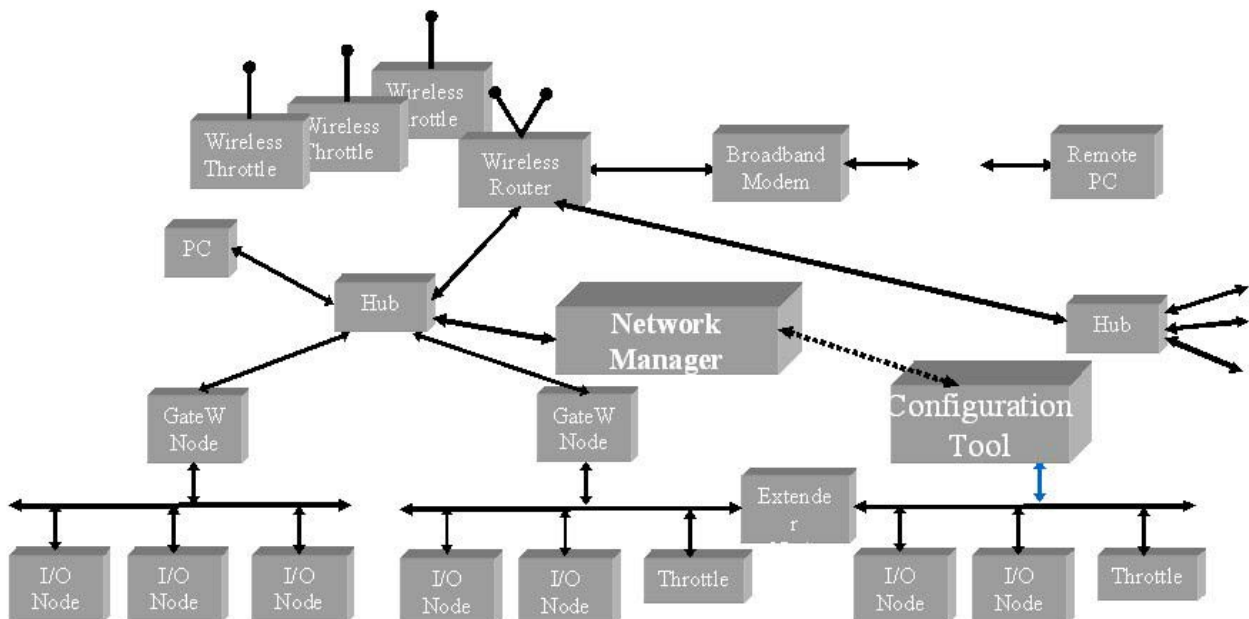 Wireless
Throttle
Wireless
Throttle
Wireless
Throttle
Wireless
Router
Broadband
Modem
Remote
PC
PC
Hub
Network
Manager
Hub
Configuration
Tool
GateW
Node
GateW
Node
Extende
r
I/O
Node
I/O
Node
I/O
Node
I/O
Node
I/O
Node
Throttle
I/O
Node
I/O
Node
Throttle